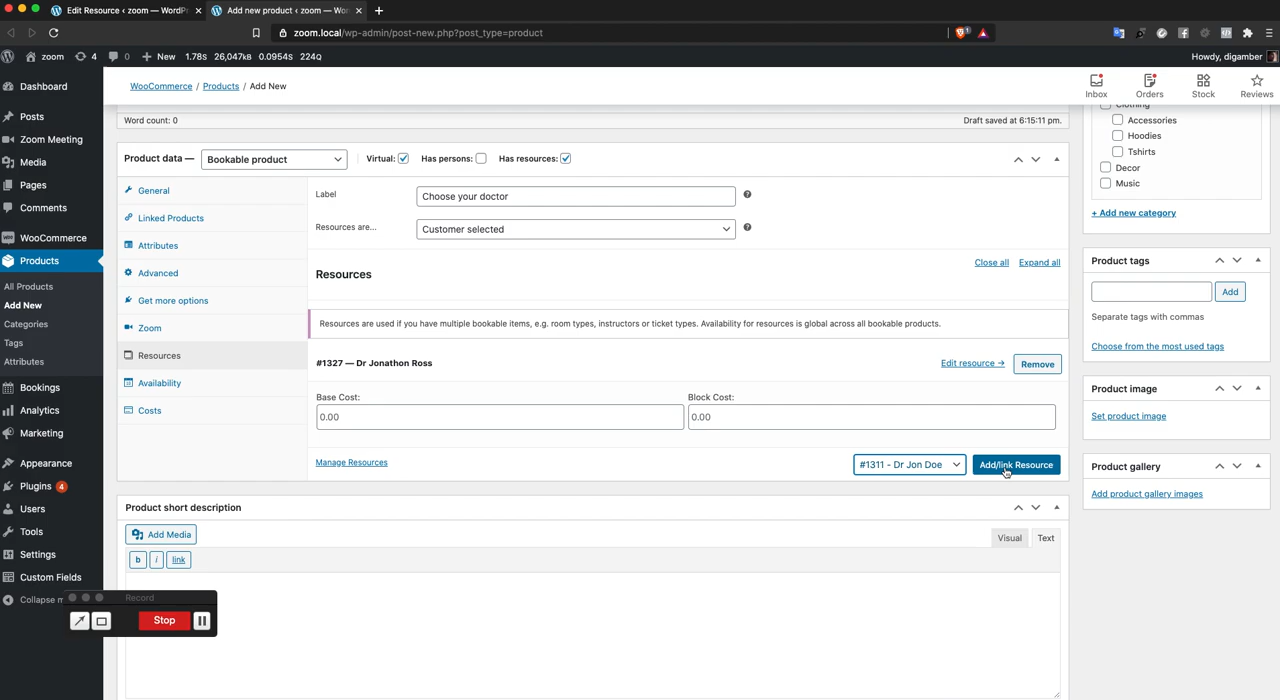 Edit Resource ‹ zoom — WordPr
Add new product ‹ zoom — Wor
zoom.local/wp-admin/post-new.php?post_type=product
zoom
4
0
New
1.78S 26,047kB 0.0954S 224Q
Howdy, digamber
Dashboard
Posts
Zoom Meeting
Media
Pages
Comments
WooCommerce
Products
All Products
Add New
Categories
Tags
Attributes
Bookings
Analytics
Marketing
Appearance
Plugins 4
Users
Tools
Settings
Custom Fields
Collapse m
WooCommerce / Products / Add New
Inbox
Orders
Stock
Reviews
Word count: 0
Draft saved at 6:15:11 pm.
Product data — Bookable product
Virtual:
Has persons:
Has resources:
General
Linked Products
Attributes
Advanced
Get more options
Zoom
Resources
Availability
Costs
Label
Choose your doctor
Resources are...
Customer selected
Close all Expand all
Resources
Resources are used if you have multiple bookable items, e.g. room types, instructors or ticket types. Availability for resources is global across all bookable products.
#1327 — Dr Jonathon Ross
Edit resource →
Remove
Base Cost:
0.00
Block Cost:
0.00
Manage Resources
#1311 - Dr Jon Doe
Add/link Resource
Product short description
Add Media
Visual
Text
b
i
link
Record
Stop
Clothing
Accessories
Hoodies
Tshirts
Decor
Music
+ Add new category
Product tags
Add
Separate tags with commas
Choose from the most used tags
Product image
Set product image
Product gallery
Add product gallery images